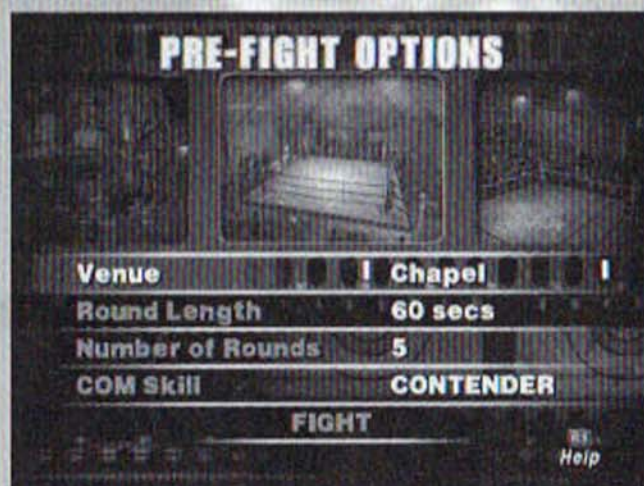 PRE-FIGHT OPTIONS
Venue Chapel
Round Length 60 secs
Number of Rounds 5
COM Skill CONTENDER
FIGHT
Help